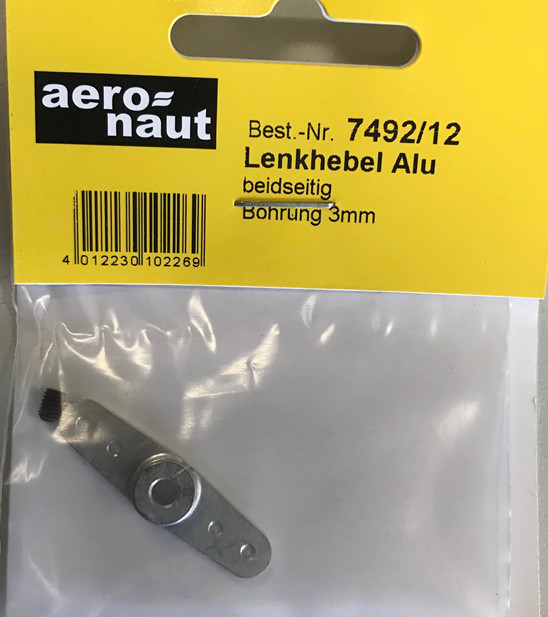 aero=
naut
Best.-Nr. 7492/12
Lenkhebel Alu
beidseitig
Bohrung 3mm
4 012230 102269